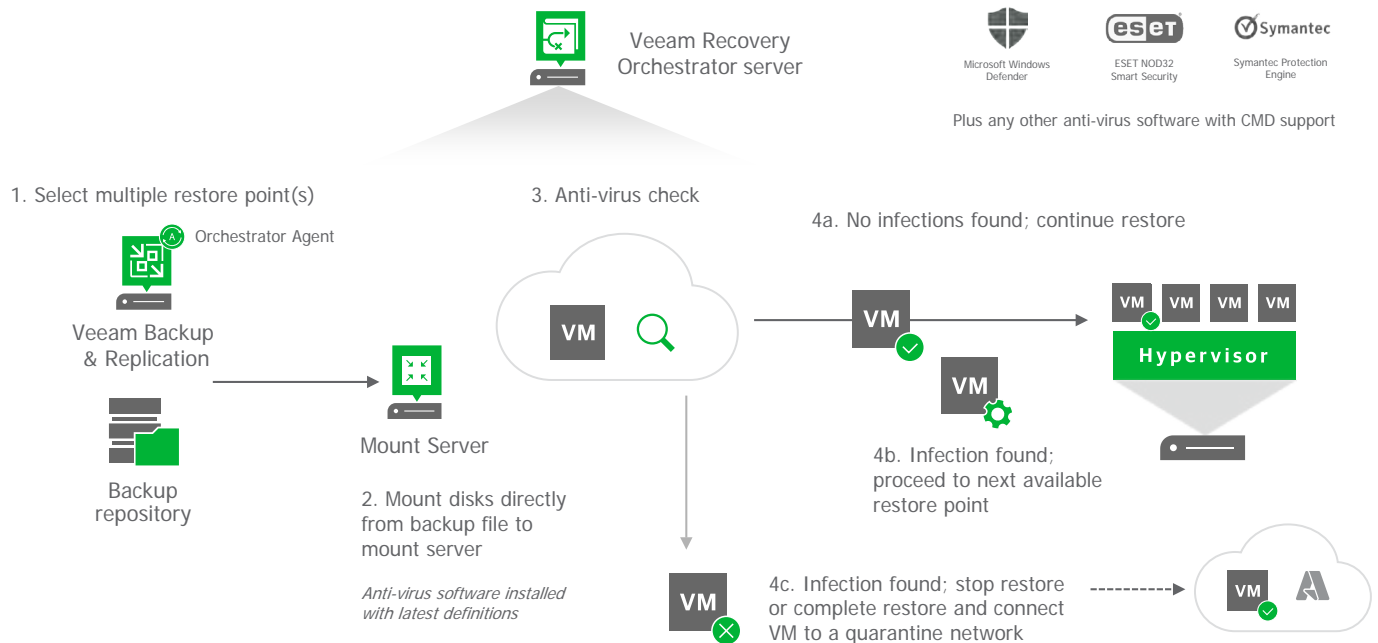 Veeam Recovery
Orchestrator server
eseT
Symantec
Microsoft Windows
Defender
ESET NOD32
Smart Security
Symantec Protection
Engine
Plus any other anti-virus software with CMD support
1. Select multiple restore point(s)
A
Orchestrator Agent
Veeam Backup
& Replication
Backup
repository
Mount Server
2. Mount disks directly
from backup file to
mount server
Anti-virus software installed
with latest definitions
3. Anti-virus check
VM
4a. No infections found; continue restore
VM
VM
VM
VM
VM
Hypervisor
VM
4b. Infection found;
proceed to next available
restore point
VM
4c. Infection found; stop restore
or complete restore and connect
VM to a quarantine network
VM